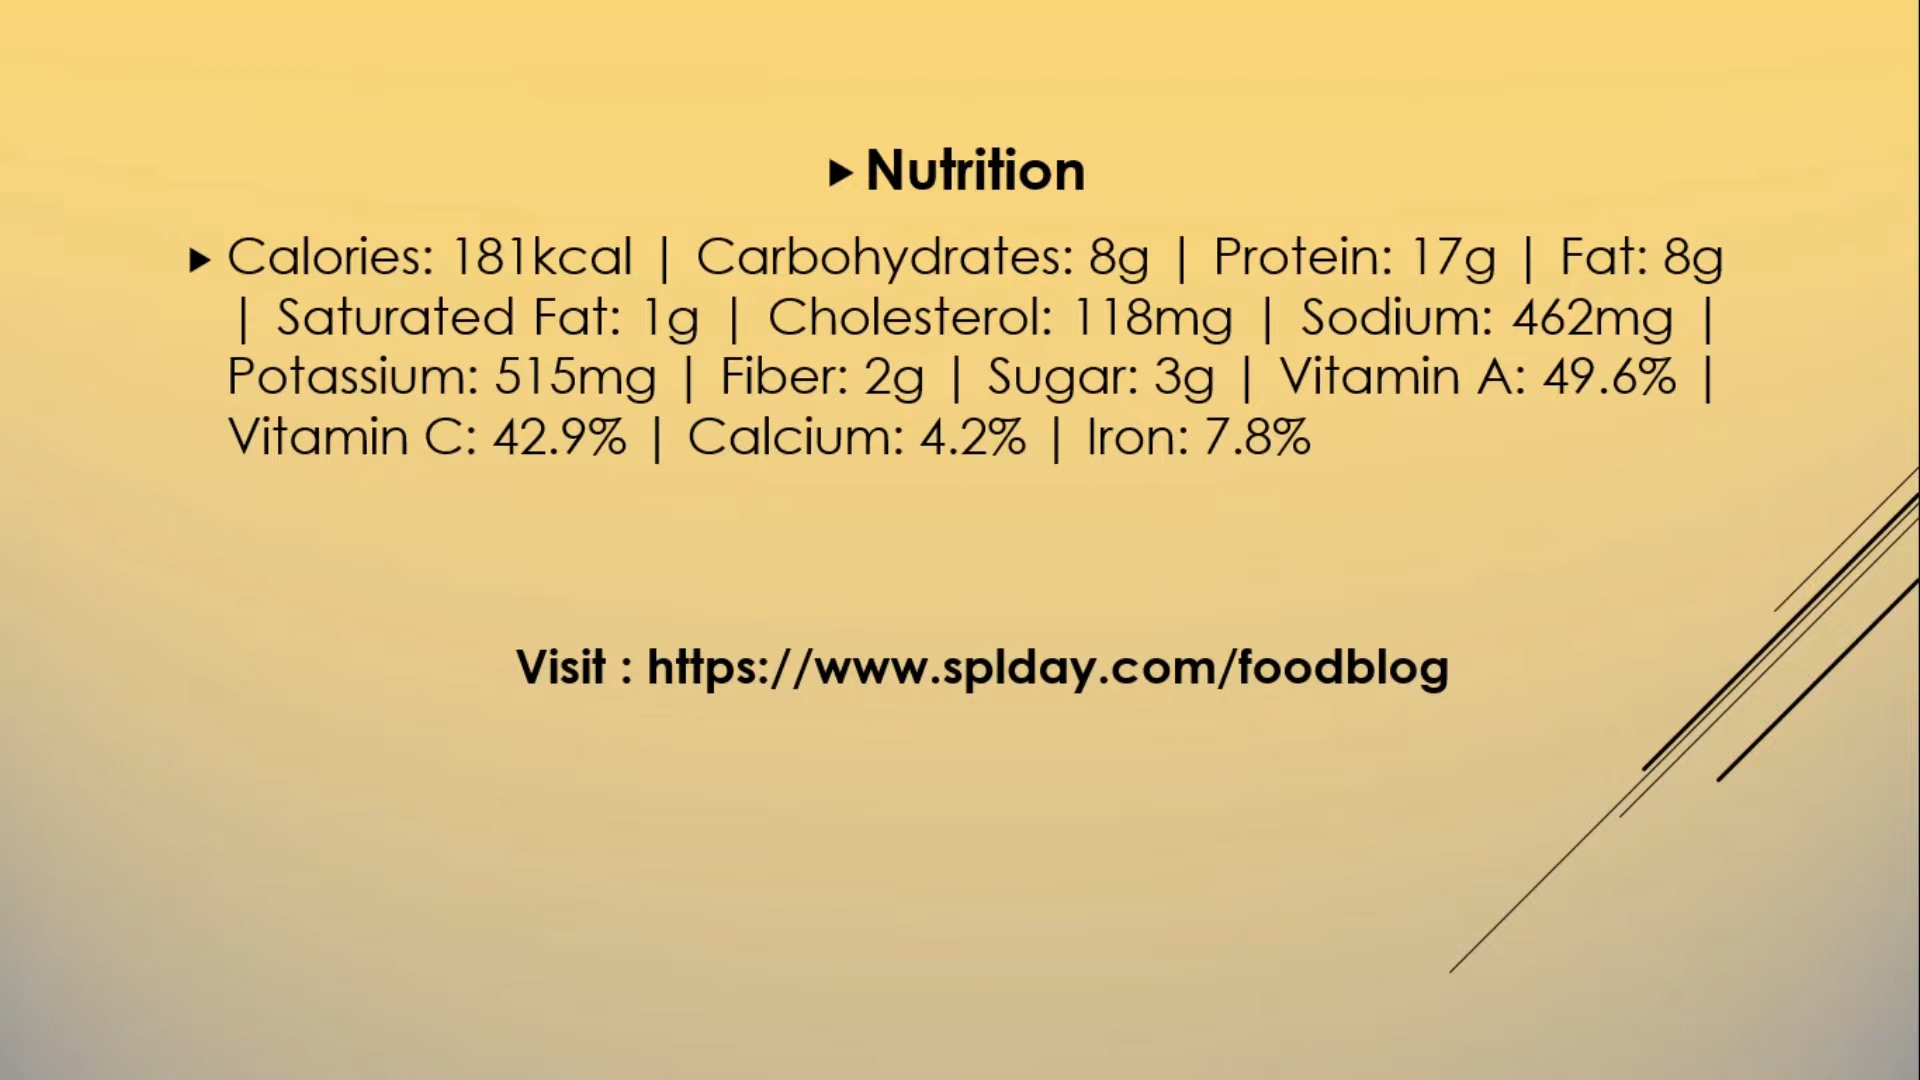 Nutrition
Calories: 181kcal | Carbohydrates: 8g | Protein: 17g | Fat: 8g
| Saturated Fat: 1g | Cholesterol: 118mg | Sodium: 462mg |
Potassium: 515mg | Fiber: 2g | Sugar: 3g | Vitamin A: 49.6% |
Vitamin C: 42.9% | Calcium: 4.2% | Iron: 7.8%
Visit : https://www.splday.com/foodblog